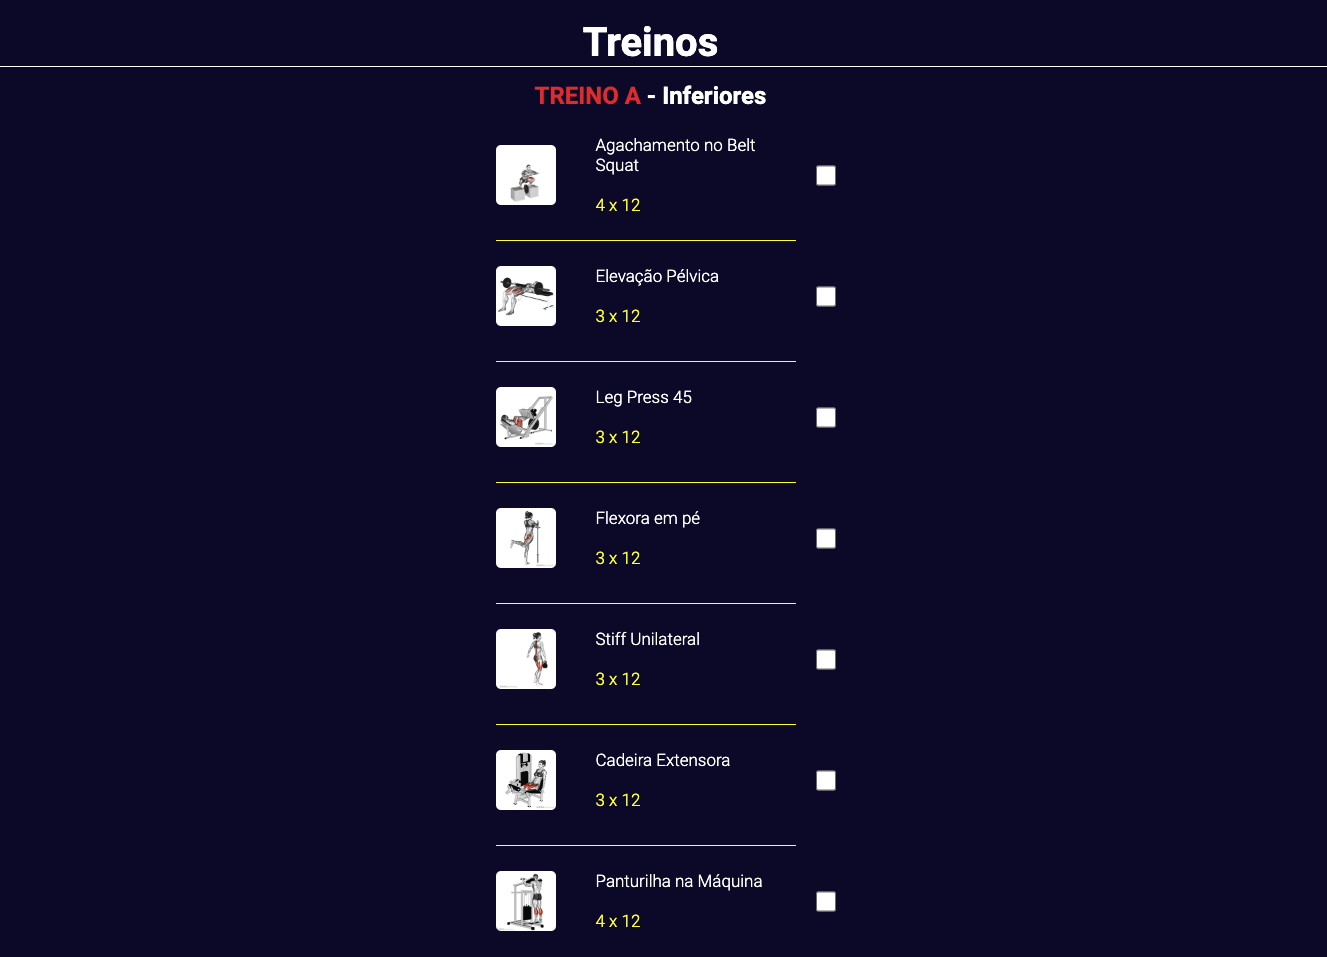 Treinos
TREINO A - Inferiores
Agachamento no Belt
Squat
4 x 12
Elevação Pélvica
3 x 12
Leg Press 45
3 x 12
Flexora em pé
3 x 12
Stiff Unilateral
3 x 12
Cadeira Extensora
3 x 12
Panturilha na Máquina
4 x 12